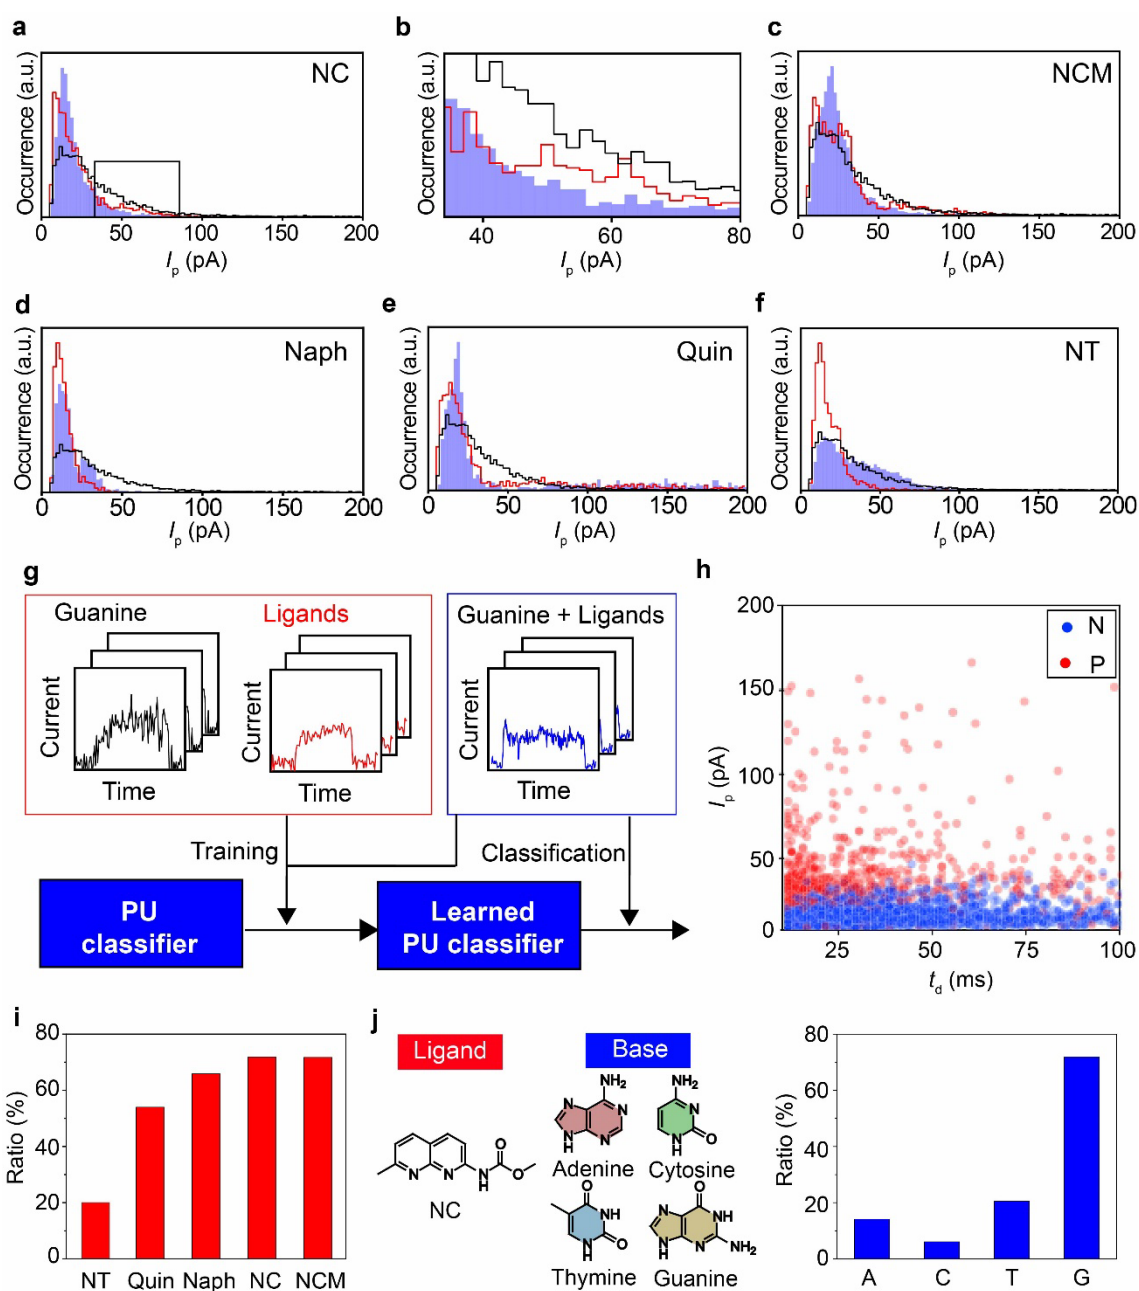 a
NC
Occurrence (a.u.)
0 50 100 150 200
Ip (pA)
b
Occurrence (a.u.)
40 60 80
Ip (pA)
c
NCM
Occurrence (a.u.)
0 50 100 150 200
Ip (pA)
d
Naph
Occurrence (a.u.)
0 50 100 150 200
Ip (pA)
e
Quin
Occurrence (a.u.)
0 50 100 150 200
Ip (pA)
f
NT
Occurrence (a.u.)
0 50 100 150 200
Ip (pA)
g
Guanine
Current
Time
Ligands
Current
Time
Guanine + Ligands
Current
Time
Training
Classification
PU
classifier
Learned
PU classifier
h
200
150
100
50
0
Ip (pA)
N
P
25 50 75 100
td (ms)
i
80
60
40
20
0
Ratio (%)
NT Quin Naph NC NCM
j
Ligand
Base
N N N H O O
NC
NH2 N N N N H
Adenine
NH2 N N H O
Cytosine
O NH N H O
Thymine
O N NH N H N NH2
Guanine
80
60
40
20
0
Ratio (%)
A C T G